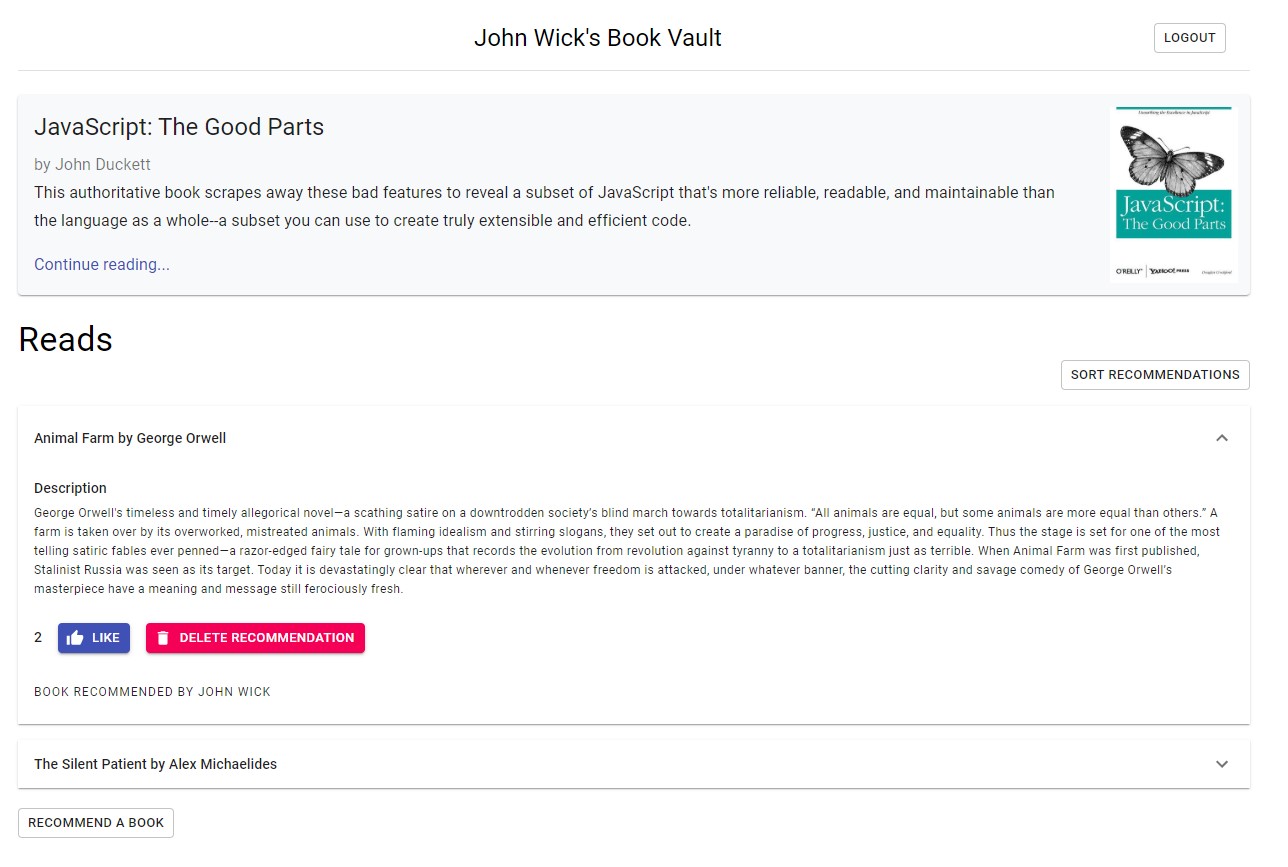 John Wick's Book Vault
LOGOUT
JavaScript: The Good Parts
by John Duckett
This authoritative book scrapes away these bad features to reveal a subset of JavaScript that's more reliable, readable, and maintainable than
the language as a whole--a subset you can use to create truly extensible and efficient code.
Continue reading...
Unearthing the Excellence in JavaScript
JavaScript:
The Good Parts
O'REILLY' YAHOO! PRESS Douglas Crockford
Reads
SORT RECOMMENDATIONS
Animal Farm by George Orwell
Description
George Orwell's timeless and timely allegorical novel—a scathing satire on a downtrodden society's blind march towards totalitarianism. “All animals are equal, but some animals are more equal than others.” A
farm is taken over by its overworked, mistreated animals. With flaming idealism and stirring slogans, they set out to create a paradise of progress, justice, and equality. Thus the stage is set for one of the most
telling satiric fables ever penned—a razor-edged fairy tale for grown-ups that records the evolution from revolution against tyranny to a totalitarianism just as terrible. When Animal Farm was first published,
Stalinist Russia was seen as its target. Today it is devastatingly clear that wherever and whenever freedom is attacked, under whatever banner, the cutting clarity and savage comedy of George Orwell's
masterpiece have a meaning and message still ferociously fresh.
2 LIKE DELETE RECOMMENDATION
BOOK RECOMMENDED BY JOHN WICK
The Silent Patient by Alex Michaelides
RECOMMEND A BOOK